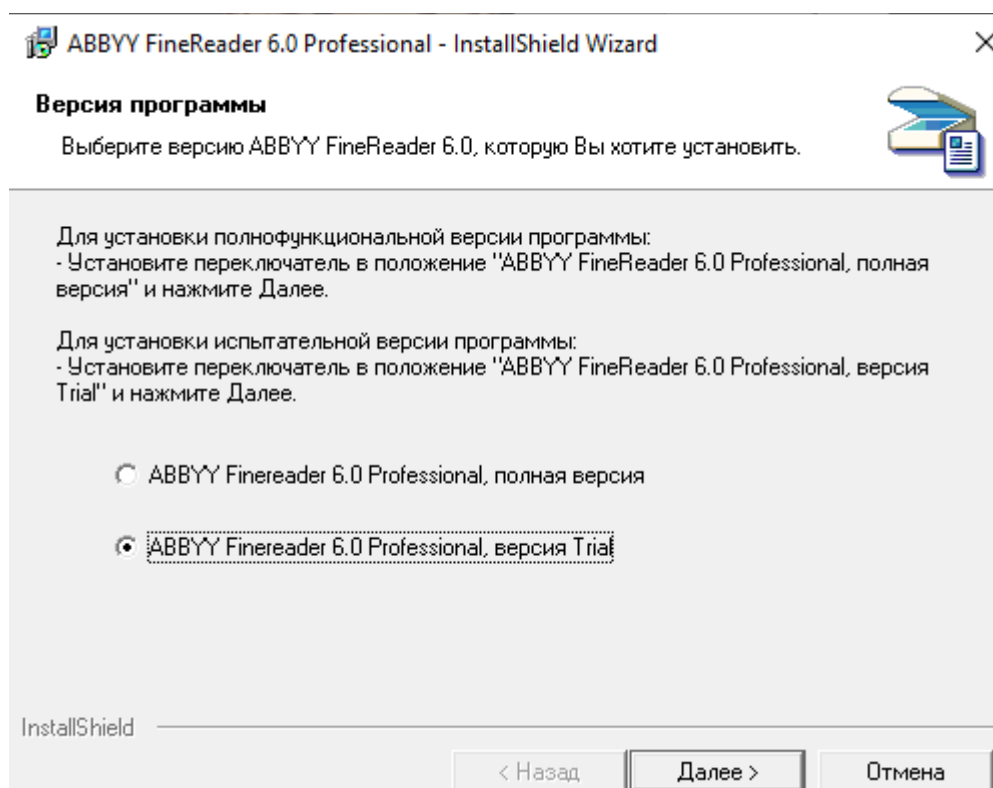 ABBYY FineReader 6.0 Professional - InstallShield Wizard
Версия программы
Выберите версию ABBYY FineReader 6.0, которую Вы хотите установить.
Для установки полнофункциональной версии программы:
- Установите переключатель в положение "ABBYY FineReader 6.0 Professional, полная
версия" и нажмите Далее.
Для установки испытательной версии программы:
- Установите переключатель в положение "ABBYY FineReader 6.0 Professional, версия
Trial" и нажмите Далее.
ABBYY Finereader 6.0 Professional, полная версия
ABBYY Finereader 6.0 Professional, версия Trial
InstallShield
< Назад Далее > Отмена